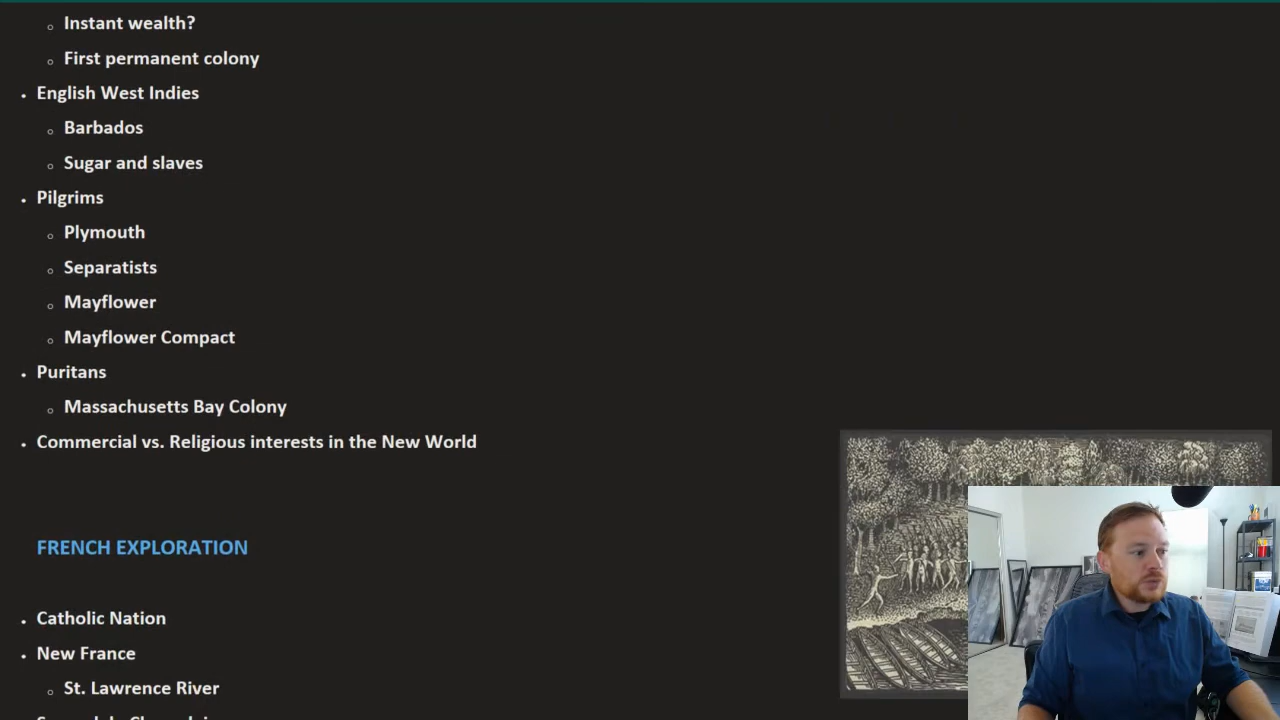 Instant wealth?
First permanent colony
English West Indies
Barbados
Sugar and slaves
Pilgrims
Plymouth
Separatists
Mayflower
Mayflower Compact
Puritans
Massachusetts Bay Colony
Commercial vs. Religious interests in the New World
FRENCH EXPLORATION
Catholic Nation
New France
St. Lawrence River